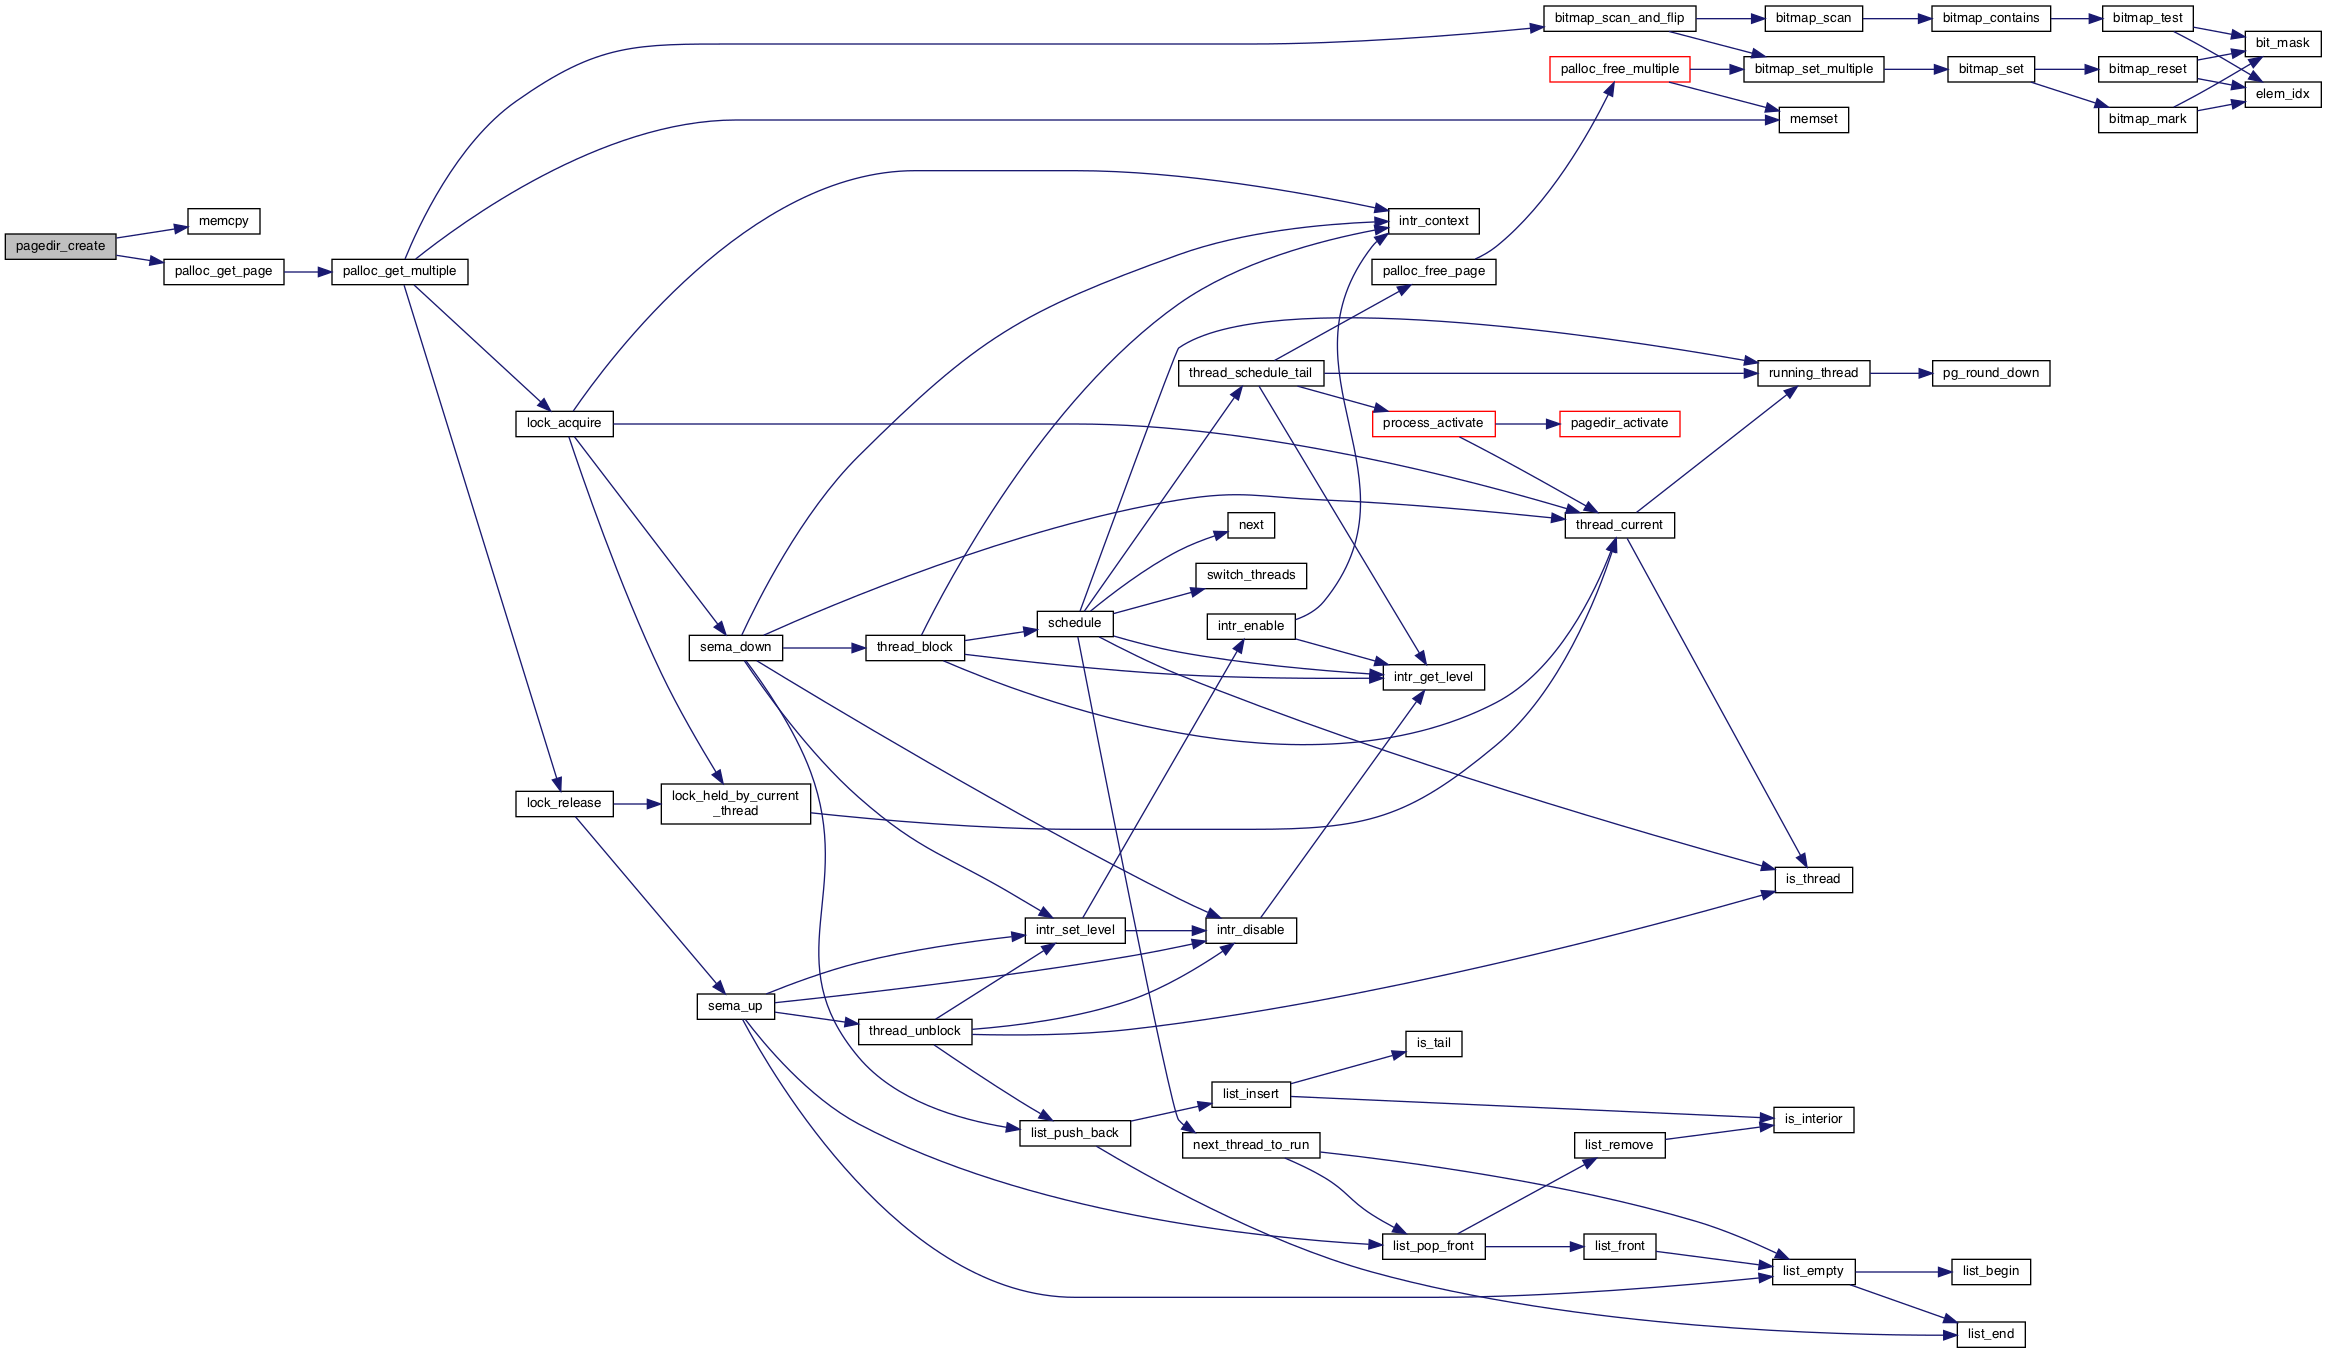 bitmap_scan_and_flip
bitmap_scan
bitmap_contains
bitmap_test
bit_mask
palloc_free_multiple
bitmap_set_multiple
bitmap_set
bitmap_reset
elem_idx
memset
bitmap_mark
memcpy
intr_context
pagedir_create
palloc_get_page
palloc_get_multiple
palloc_free_page
thread_schedule_tail
running_thread
pg_round_down
lock_acquire
process_activate
pagedir_activate
next
thread_current
switch_threads
schedule
intr_enable
sema_down
thread_block
intr_get_level
lock_release
lock_held_by_current
_thread
is_thread
intr_set_level
intr_disable
sema_up
thread_unblock
is_tail
list_insert
is_interior
list_push_back
next_thread_to_run
list_remove
list_pop_front
list_front
list_empty
list_begin
list_end